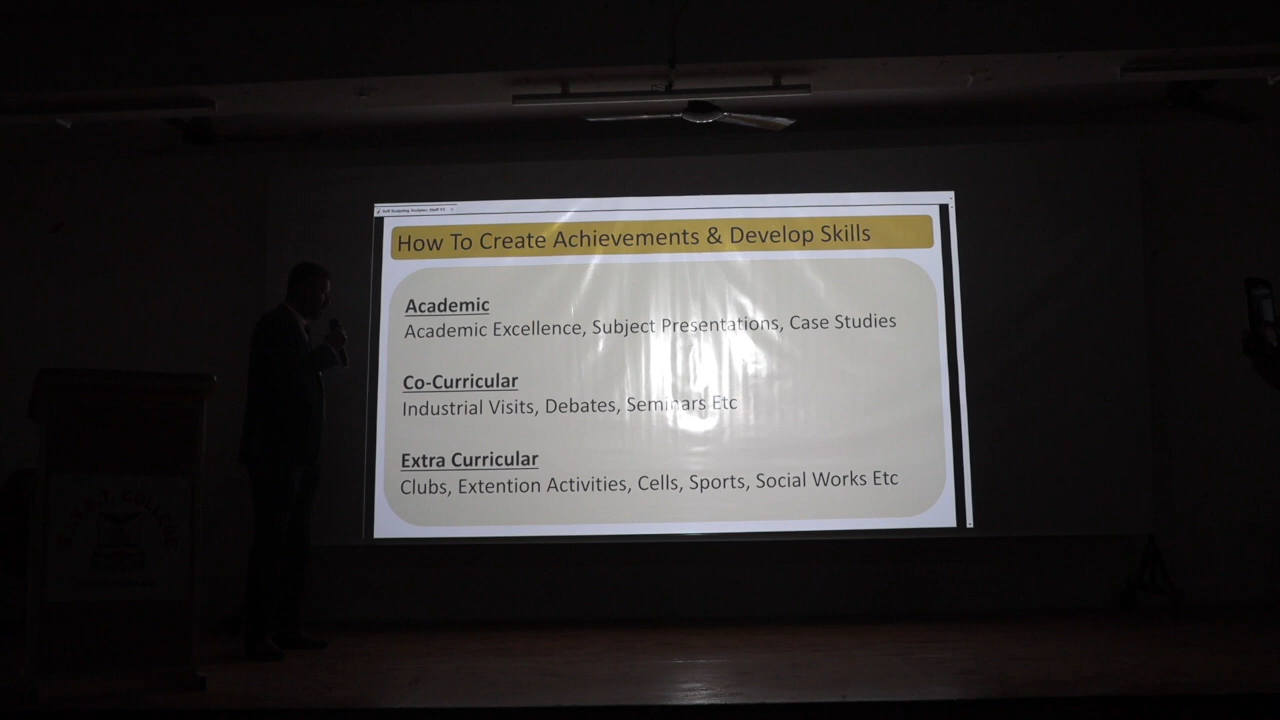 How To Create Achievements & Develop Skills
Academic
Academic Excellence, Subject Presentations, Case Studies
Co-Curricular
Industrial Visits, Debates, Seminars Etc
Extra Curricular
Clubs, Extention Activities, Cells, Sports, Social Works Etc
COLLEGE